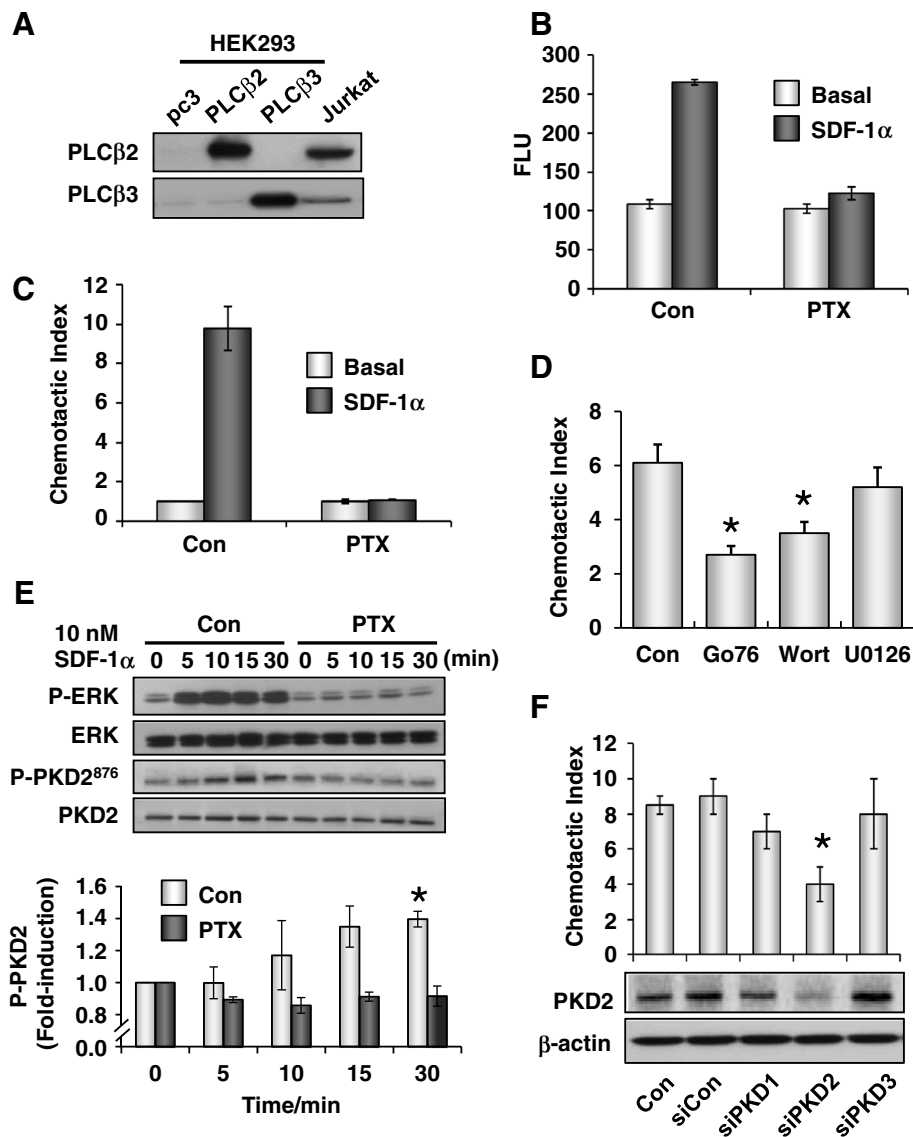 A
HEK293
pc3 PLCβ2 PLCβ3 Jurkat
PLCβ2
PLCβ3
B
300
250
200
150
100
50
0
FLU
Basal
SDF-1α
Con PTX
C
12
10
8
6
4
2
0
Chemotactic Index
Basal
SDF-1α
Con PTX
D
8
6
4
2
0
Chemotactic Index
* *
Con Go76 Wort U0126
E
10 nM Con PTX
SDF-1α 0 5 10 15 30 0 5 10 15 30 (min)
P-ERK
ERK
P-PKD2⁸⁷⁶
PKD2
1.6
1.4
1.2
1.0
0.8
0.0
P-PKD2
(Fold-induction)
Con
PTX
*
0 5 10 15 30
Time/min
F
12
10
8
6
4
2
0
Chemotactic Index
*
PKD2
β-actin
Con siCon siPKD1 siPKD2 siPKD3